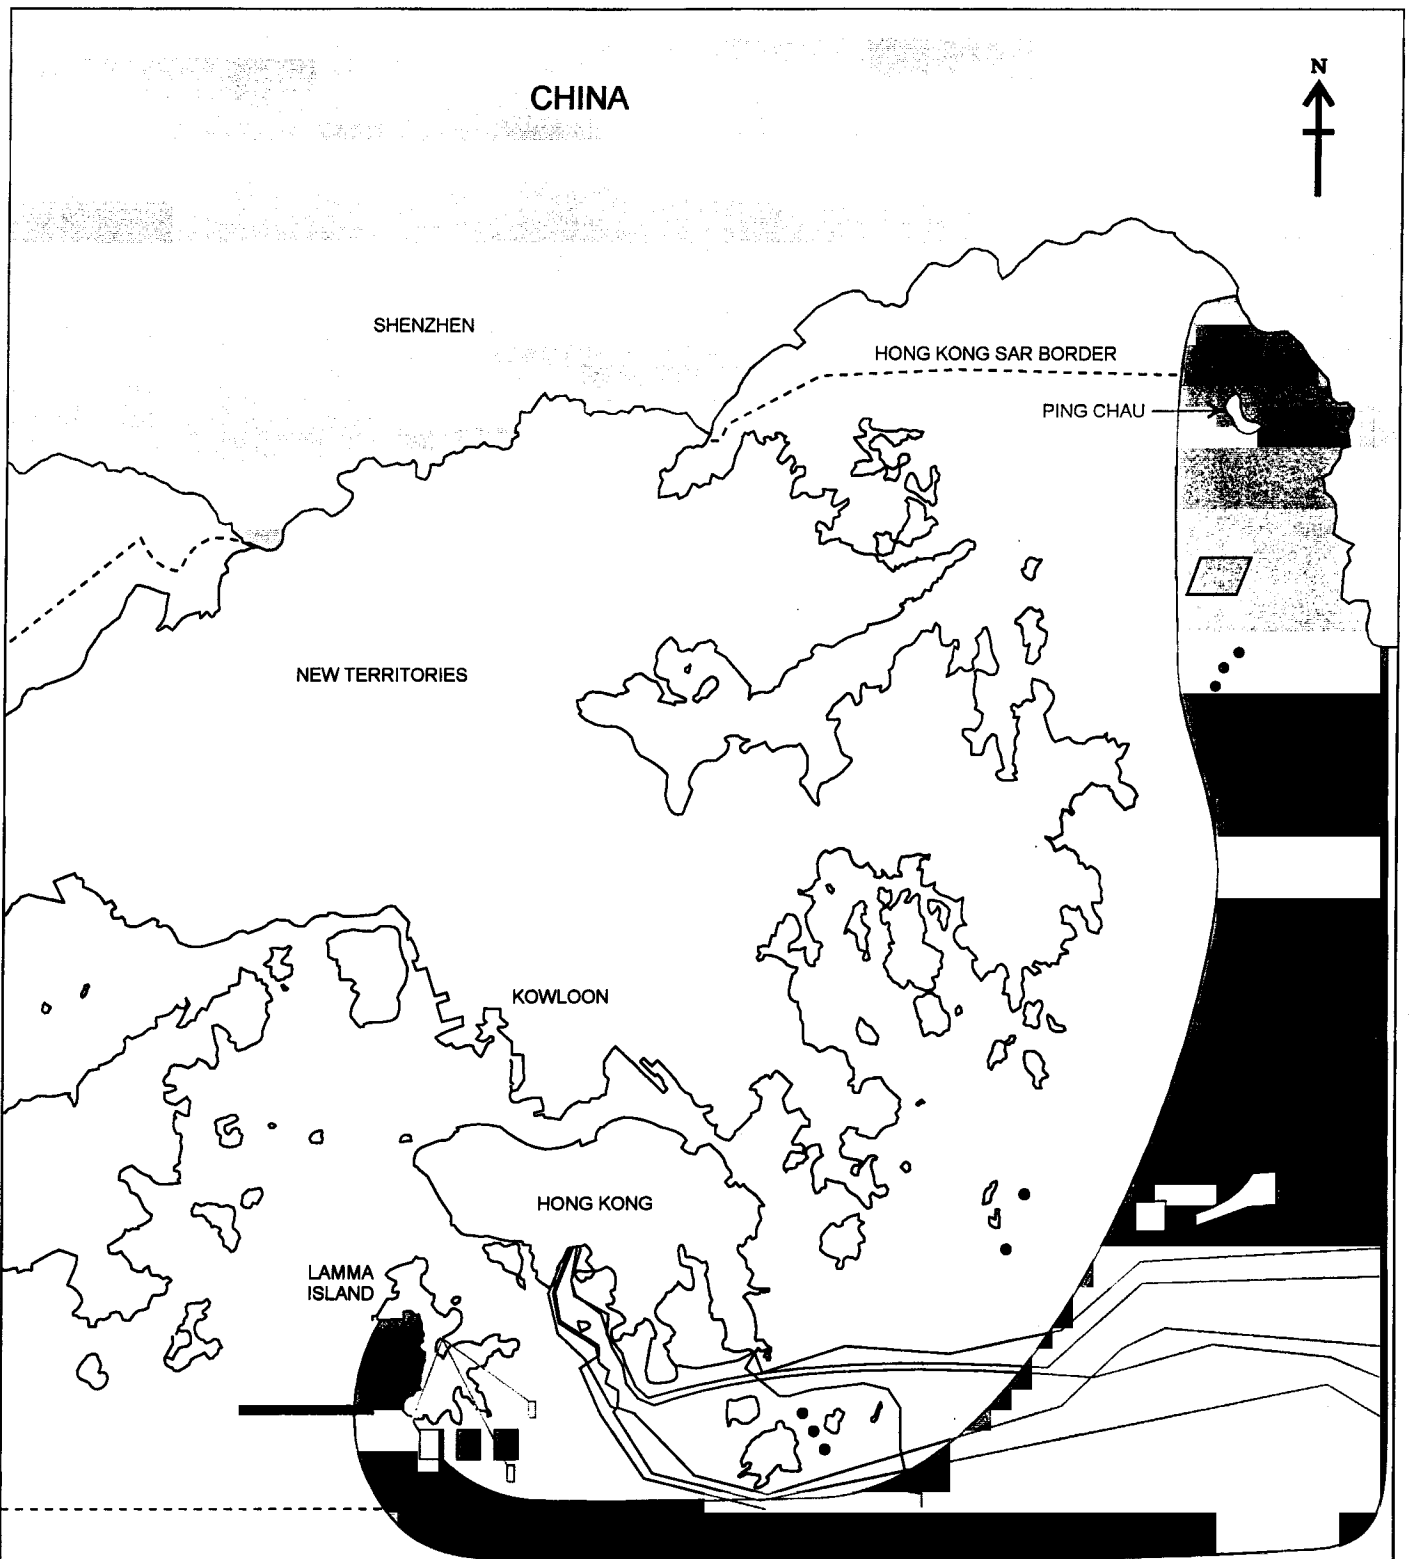 N
CHINA
SHENZHEN
HONG KONG SAR BORDER
PING CHAU
NEW TERRITORIES
KOWLOON
HONG KONG
LAMMA
ISLAND